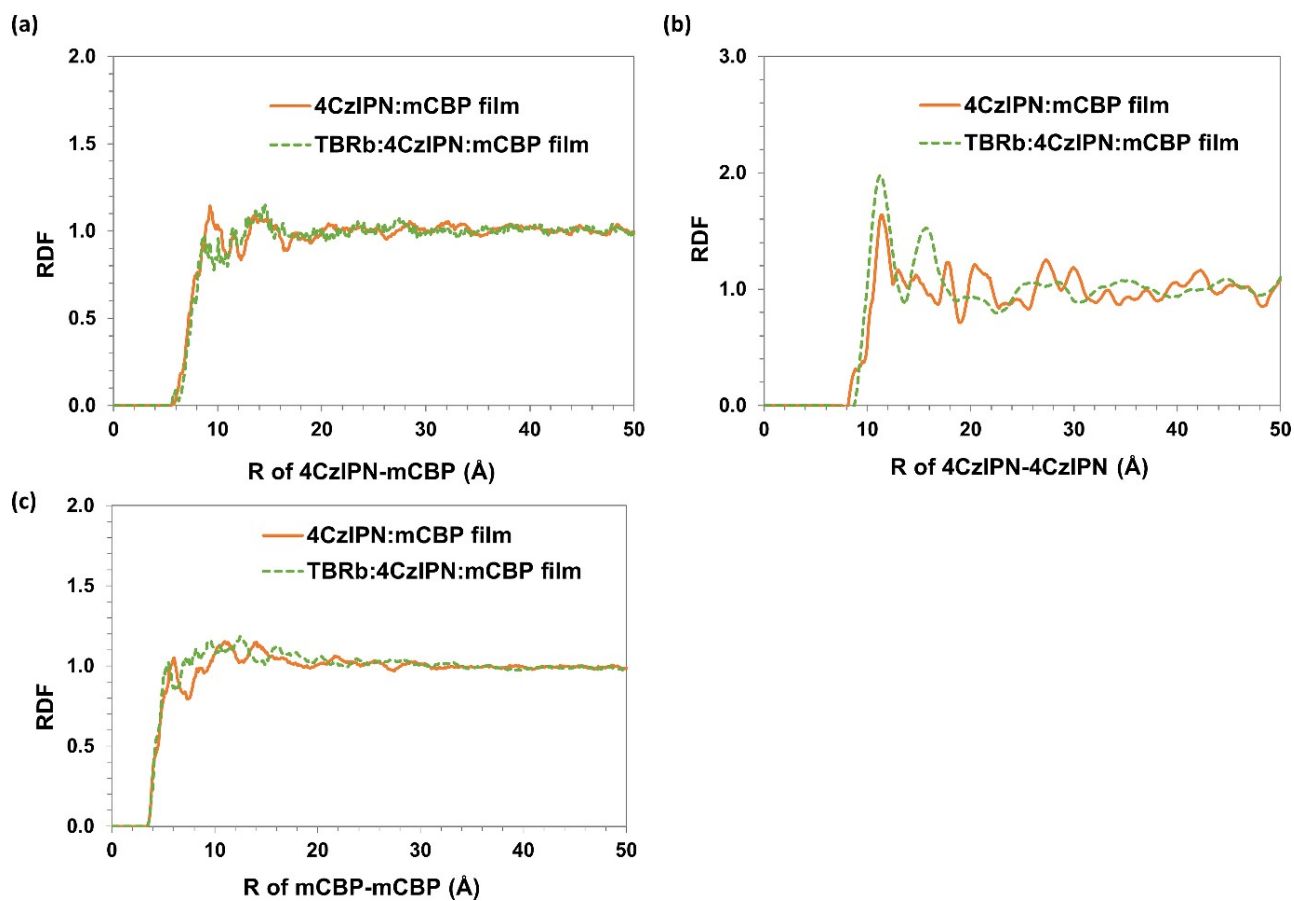 (a)
2.0
1.5
1.0
0.5
0.0
RDF
4CzIPN:mCBP film
TBRb:4CzIPN:mCBP film
0 10 20 30 40 50
R of 4CzIPN-mCBP (Å)
(b)
3.0
2.0
1.0
0.0
RDF
4CzIPN:mCBP film
TBRb:4CzIPN:mCBP film
0 10 20 30 40 50
R of 4CzIPN-4CzIPN (Å)
(c)
2.0
1.5
1.0
0.5
0.0
RDF
4CzIPN:mCBP film
TBRb:4CzIPN:mCBP film
0 10 20 30 40 50
R of mCBP-mCBP (Å)